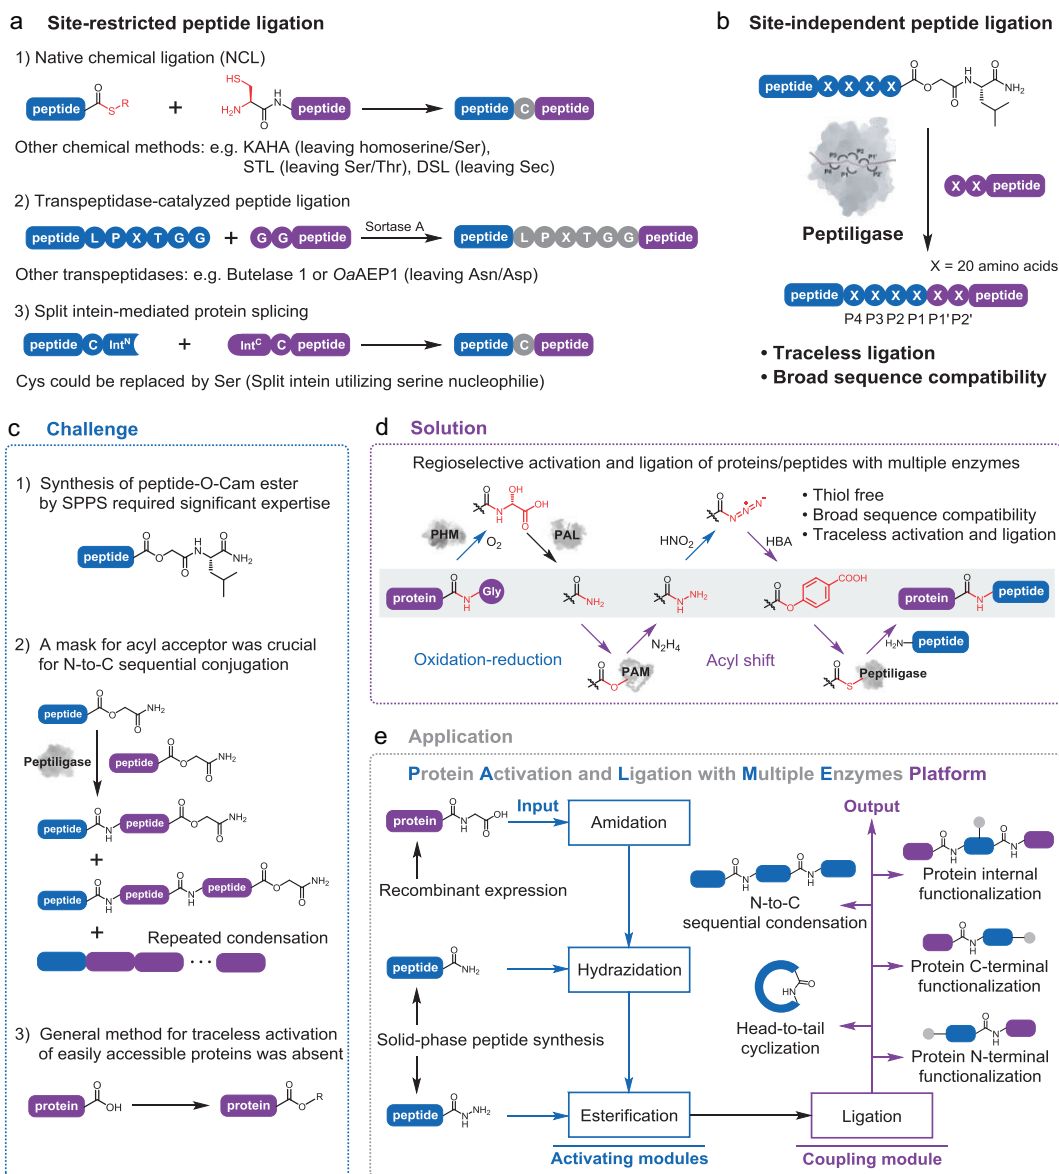 a Site-restricted peptide ligation
1) Native chemical ligation (NCL)
peptide
O
S R
+
HS
H2N
O
H
N
peptide
peptide C peptide
Other chemical methods: e.g. KAHA (leaving homoserine/Ser),
STL (leaving Ser/Thr), DSL (leaving Sec)
2) Transpeptidase-catalyzed peptide ligation
peptide L P X T G G + G G peptide
Sortase A
peptide L P X T G G peptide
Other transpeptidases: e.g. Butelase 1 or OaAEP1 (leaving Asn/Asp)
3) Split intein-mediated protein splicing
peptide C IntN + IntC C peptide
peptide C peptide
Cys could be replaced by Ser (Split intein utilizing serine nucleophilie)
b Site-independent peptide ligation
peptide X X X X
O
O
O
H
N
O
NH2
P4 P3 P2 P1 P1' P2'
Peptiligase
X X peptide
X = 20 amino acids
peptide X X X X X X peptide
P4 P3 P2 P1 P1' P2'
• Traceless ligation
• Broad sequence compatibility
c Challenge
1) Synthesis of peptide-O-Cam ester
by SPPS required significant expertise
peptide
O
O
O
H
N
O
NH2
2) A mask for acyl acceptor was crucial
for N-to-C sequential conjugation
peptide
O
O
O
NH2
Peptiligase
peptide
O
O
O
NH2
peptide
O
N
H
peptide
O
O
O
NH2
+
peptide
O
N
H
peptide
O
N
H
peptide
O
O
O
NH2
+
Repeated condensation
···
3) General method for traceless activation
of easily accessible proteins was absent
protein
O
OH
protein
O
O R
d Solution
Regioselective activation and ligation of proteins/peptides with multiple enzymes
O
N
H
OH
OH
O
PHM
O2
PAL
O
N N N
HNO2
HBA
• Thiol free
• Broad sequence compatibility
• Traceless activation and ligation
protein
O
N
H
Gly
O
NH2
O
N
H
NH2
O
O
COOH
protein
O
N
H
peptide
Oxidation-reduction
O
O
PAM
N2H4
Acyl shift
O
S
Peptiligase
H2N peptide
e Application
Protein Activation and Ligation with Multiple Enzymes Platform
protein
O
N
H
O
OH
Input
Amidation
Output
Recombinant expression
peptide
O
NH2
Hydrazidation
Solid-phase peptide synthesis
peptide
O
N
H
NH2
Esterification
Ligation
Activating modules
Coupling module
O
N
H
O
N
H
N-to-C
sequential condensation
O
HN
Head-to-tail
cyclization
O
N
H
O
N
H
Protein internal
functionalization
O
N
H
Protein C-terminal
functionalization
O
N
H
Protein N-terminal
functionalization